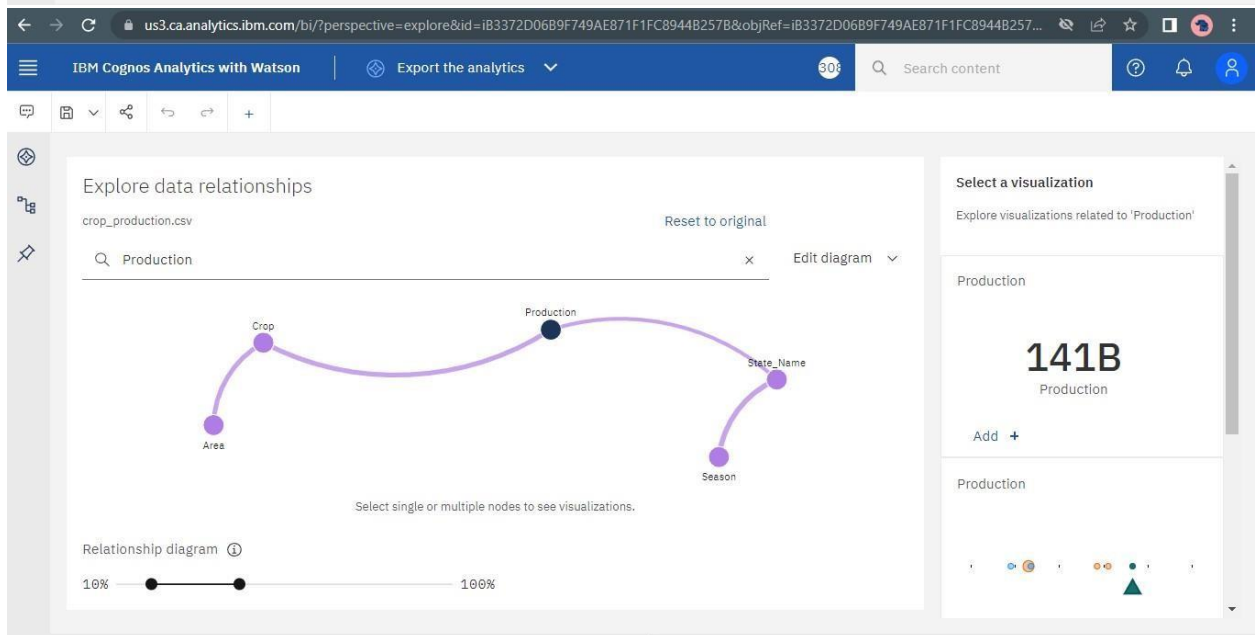 us3.ca.analytics.ibm.com/bi/?perspective=explore&id=iB3372D06B9F749AE871F1FC8944B257B&objRef=iB3372D06B9F749AE871F1FC8944B257...
IBM Cognos Analytics with Watson
Export the analytics
308
Search content
Explore data relationships
crop_production.csv
Reset to original
Production
Edit diagram
Production
Crop
State_Name
Area
Season
Select single or multiple nodes to see visualizations.
Relationship diagram
10%
100%
Select a visualization
Explore visualizations related to 'Production'
Production
141B
Production
Add +
Production